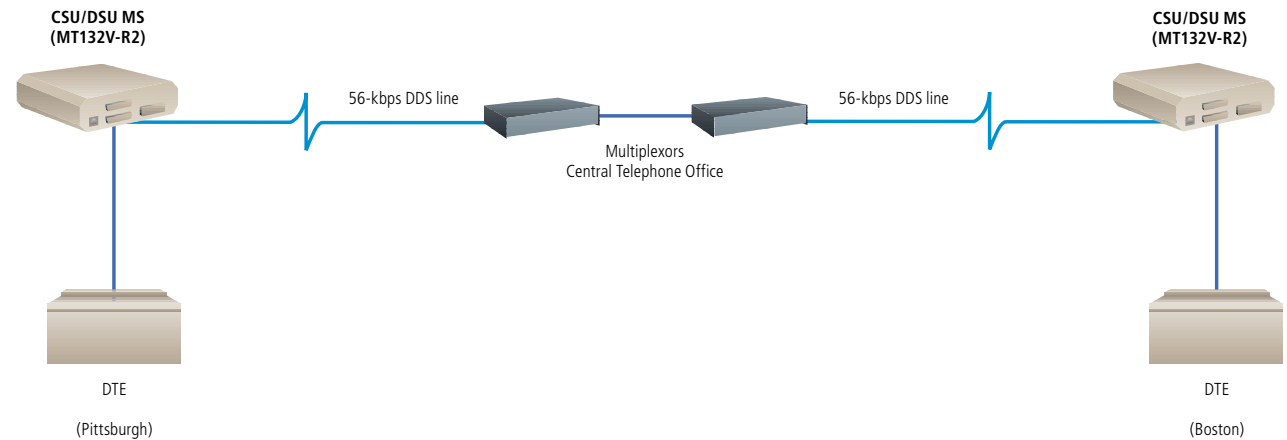 CSU/DSU MS
(MT132V-R2)
CSU/DSU MS
(MT132V-R2)
56-kbps DDS line
56-kbps DDS line
Multiplexors
Central Telephone Office
DTE
(Pittsburgh)
DTE
(Boston)